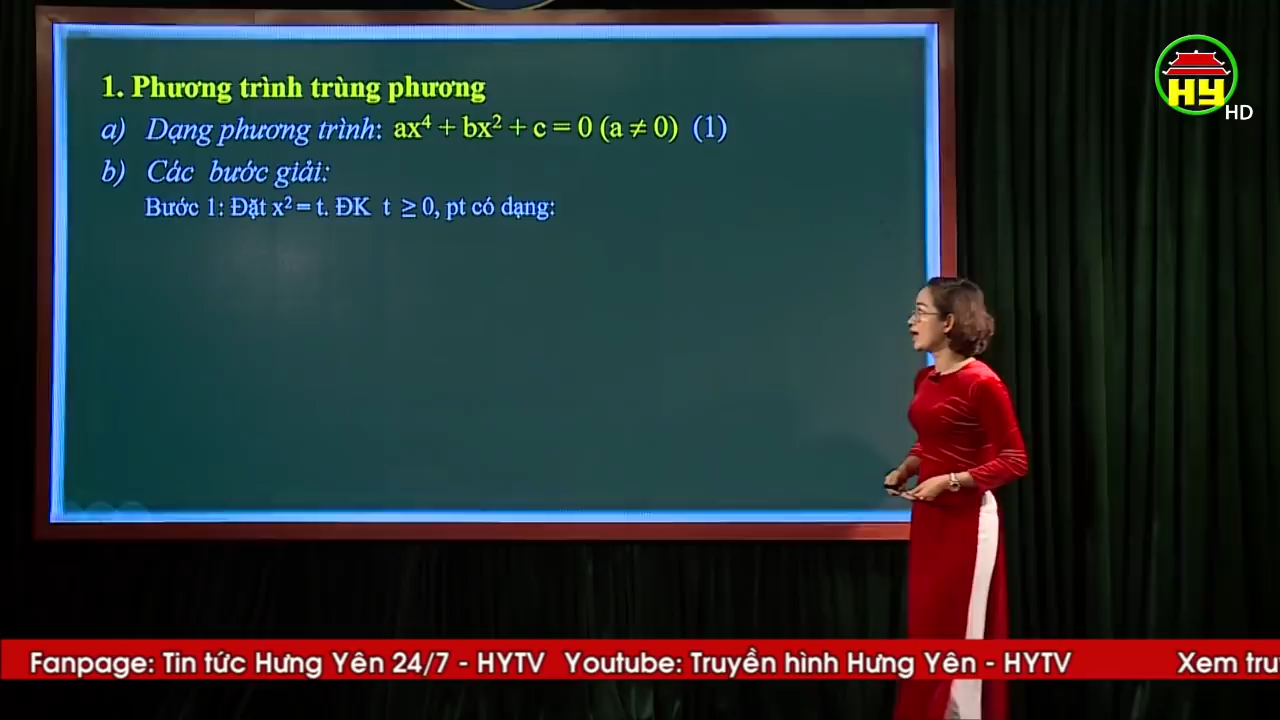 1. Phương trình trùng phương
a) Dạng phương trình: ax⁴ + bx² + c = 0 (a ≠ 0) (1)
b) Các bước giải:
Bước 1: Đặt x² = t. ĐK t ≥ 0, pt có dạng:
HY
HD
Fanpage: Tin tức Hưng Yên 24/7 - HYTV Youtube: Truyền hình Hưng Yên - HYTV Xem